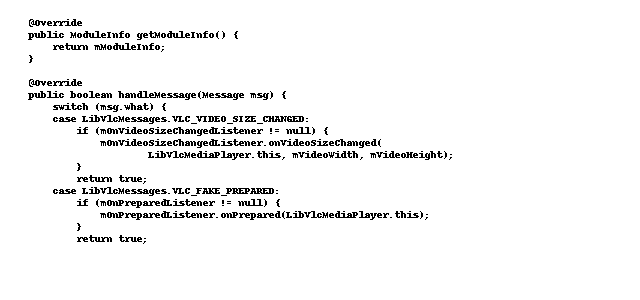 @Override
public ModuleInfo getModuleInfo() {
    return mModuleInfo;
}

@Override
public boolean handleMessage(Message msg) {
    switch (msg.what) {
    case LibVlcMessages.VLC_VIDEO_SIZE_CHANGED:
        if (mOnVideoSizeChangedListener != null) {
            mOnVideoSizeChangedListener.onVideoSizeChanged(
                    LibVlcMediaPlayer.this, mVideoWidth, mVideoHeight);
        }
        return true;
    case LibVlcMessages.VLC_FAKE_PREPARED:
        if (mOnPreparedListener != null) {
            mOnPreparedListener.onPrepared(LibVlcMediaPlayer.this);
        }
        return true;